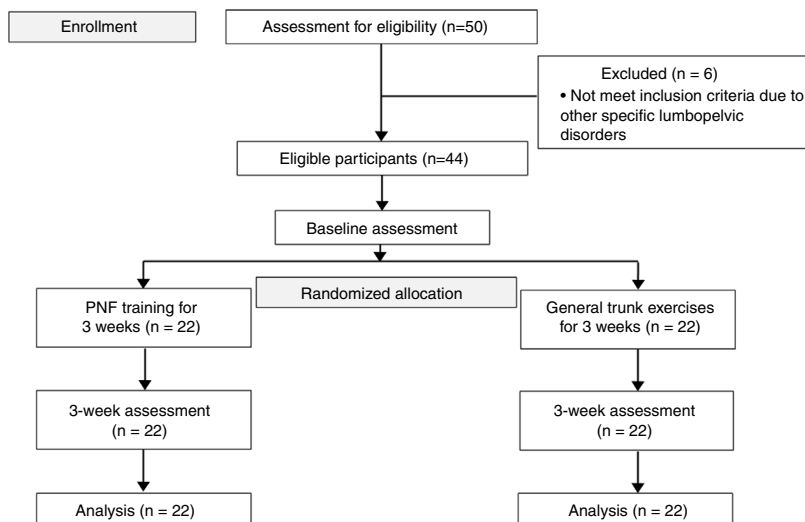 Enrollment
Assessment for eligibility (n=50)
Excluded (n = 6)
• Not meet inclusion criteria due to
other specific lumbopelvic
disorders
Eligible participants (n=44)
Baseline assessment
Randomized allocation
PNF training for
3 weeks (n = 22)
General trunk exercises
for 3 weeks (n = 22)
3-week assessment
(n = 22)
3-week assessment
(n = 22)
Analysis (n = 22)
Analysis (n = 22)